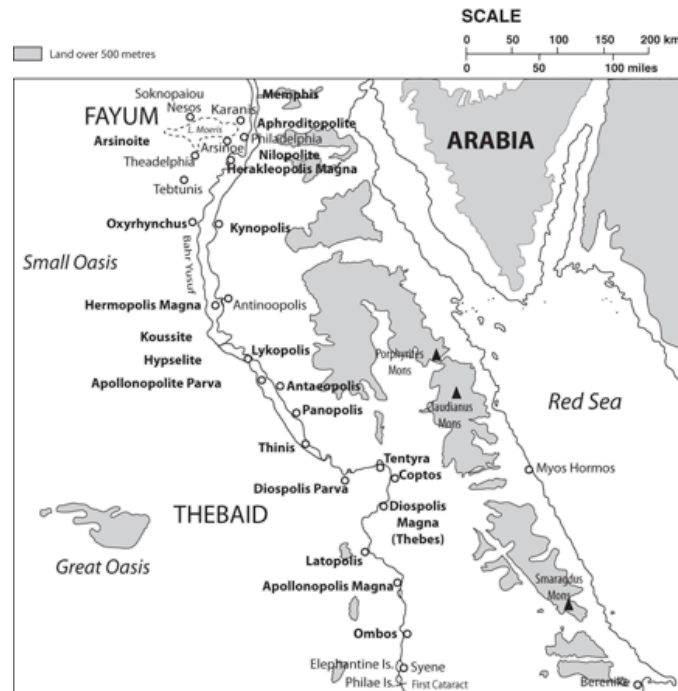 SCALE
0 50 100 150 200 km
0 50 100 miles
Land over 500 metres
Memphis
Soknopaiou
Nesos
Karanis
FAYUM
L. Moeris
Aphroditopolite
Philadelphia
Arsinoite
Arsinoe
Nilopolite
Theadelphia
Herakleopolis Magna
Tebtunis
ARABIA
Oxyrhynchus
Kynopolis
Bahr Yusuf
Small Oasis
Hermopolis Magna
Antinoopolis
Koussite
Lykopolis
Hypselite
Apollonopolite Parva
Antaeopolis
Panopolis
Porphyrites
Mons
Claudianus
Mons
Red Sea
Thinis
Tentyra
Coptos
Myos Hormos
Diospolis Parva
THEBAID
Diospolis
Magna
(Thebes)
Great Oasis
Latopolis
Apollonopolis Magna
Smaragdus
Mons
Ombos
Elephantine Is.
Syene
Philae Is.
First Cataract
Berenike